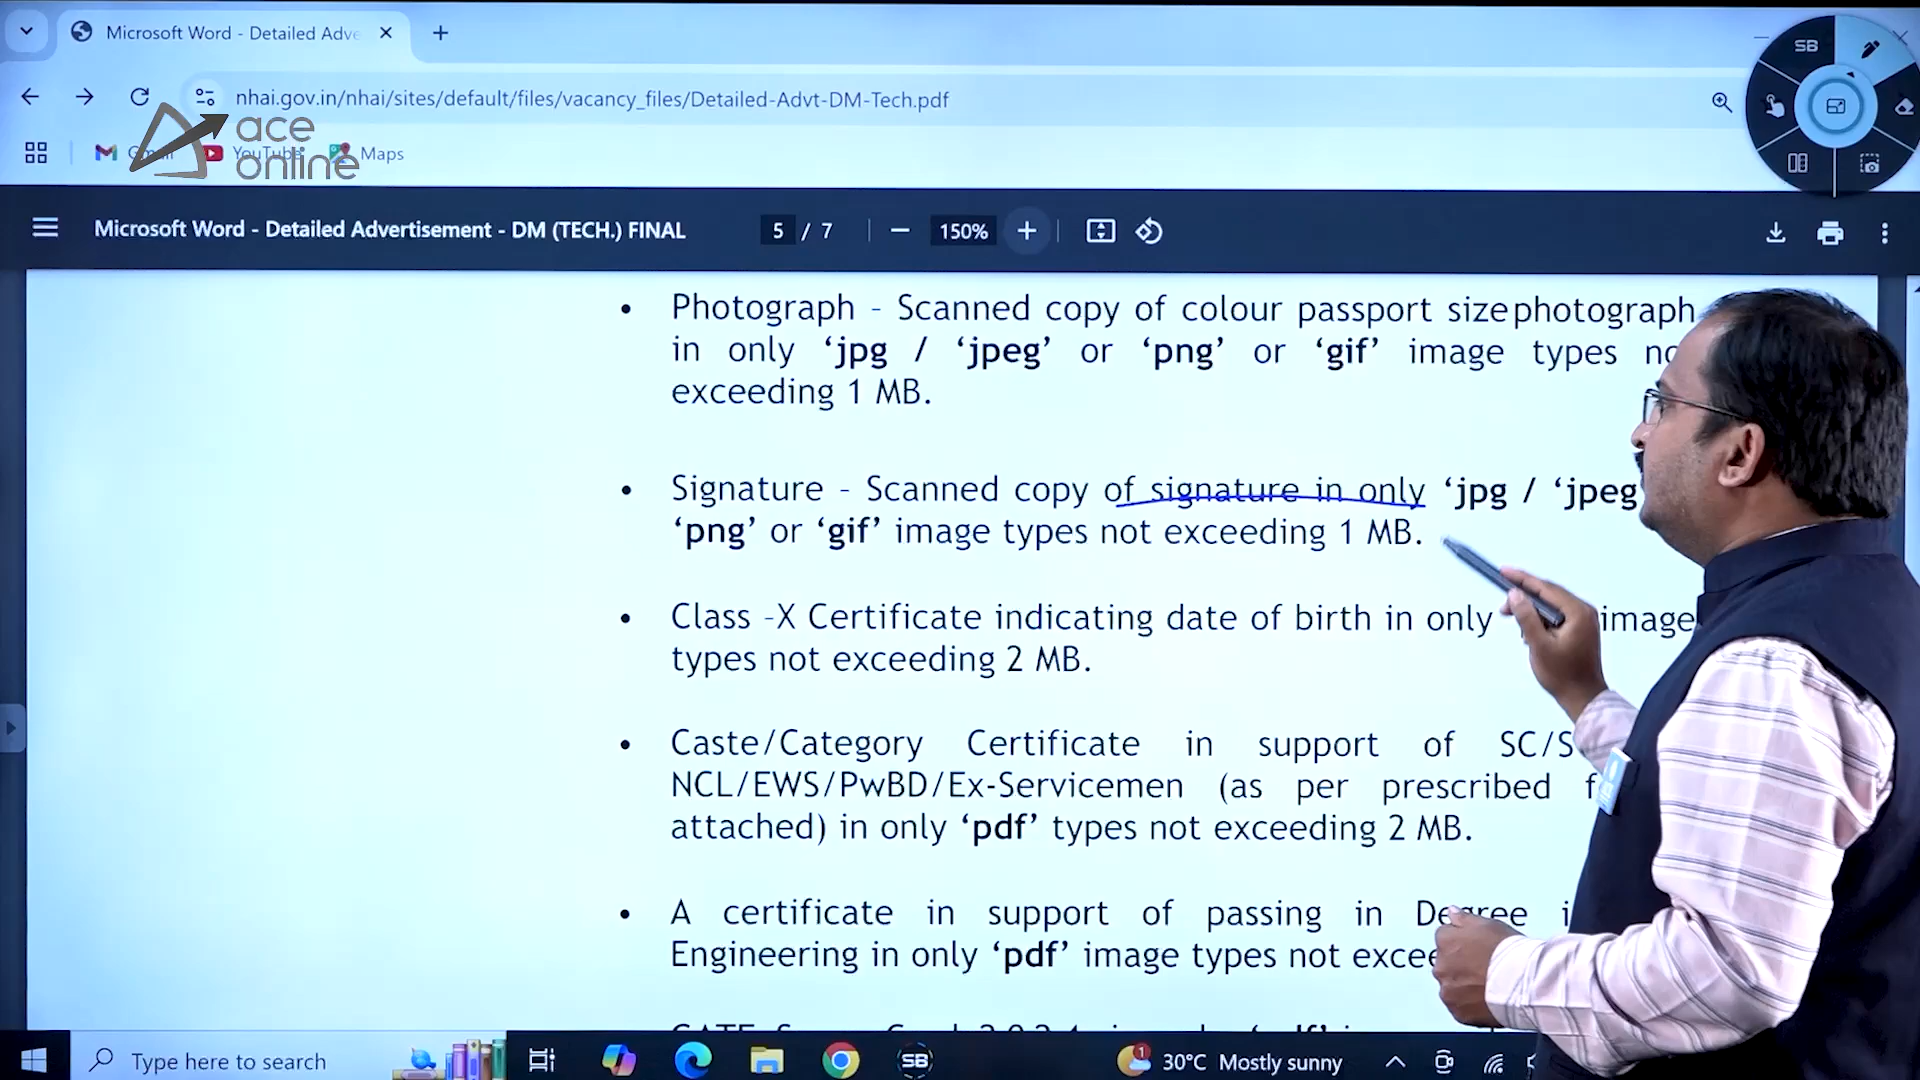 Microsoft Word - Detailed Adve
SB
nhai.gov.in/nhai/sites/default/files/vacancy_files/Detailed-Advt-DM-Tech.pdf
ace
online
Gmail YouTube Maps
Microsoft Word - Detailed Advertisement - DM (TECH.) FINAL 5 / 7 150%
• Photograph - Scanned copy of colour passport size photograph
in only ‘jpg / ‘jpeg’ or ‘png’ or ‘gif’ image types
exceeding 1 MB.
• Signature - Scanned copy of signature in only ‘jpg / ‘jpeg
‘png’ or ‘gif’ image types not exceeding 1 MB.
• Class -X Certificate indicating date of birth in only image
types not exceeding 2 MB.
• Caste/Category Certificate in support of
NCL/EWS/PwBD/Ex-Servicemen (as per prescribed
attached) in only ‘pdf’ types not exceeding 2 MB.
• A certificate in support of passing in Degree
Engineering in only ‘pdf’ image types not
Type here to search SB 1 30°C Mostly sunny